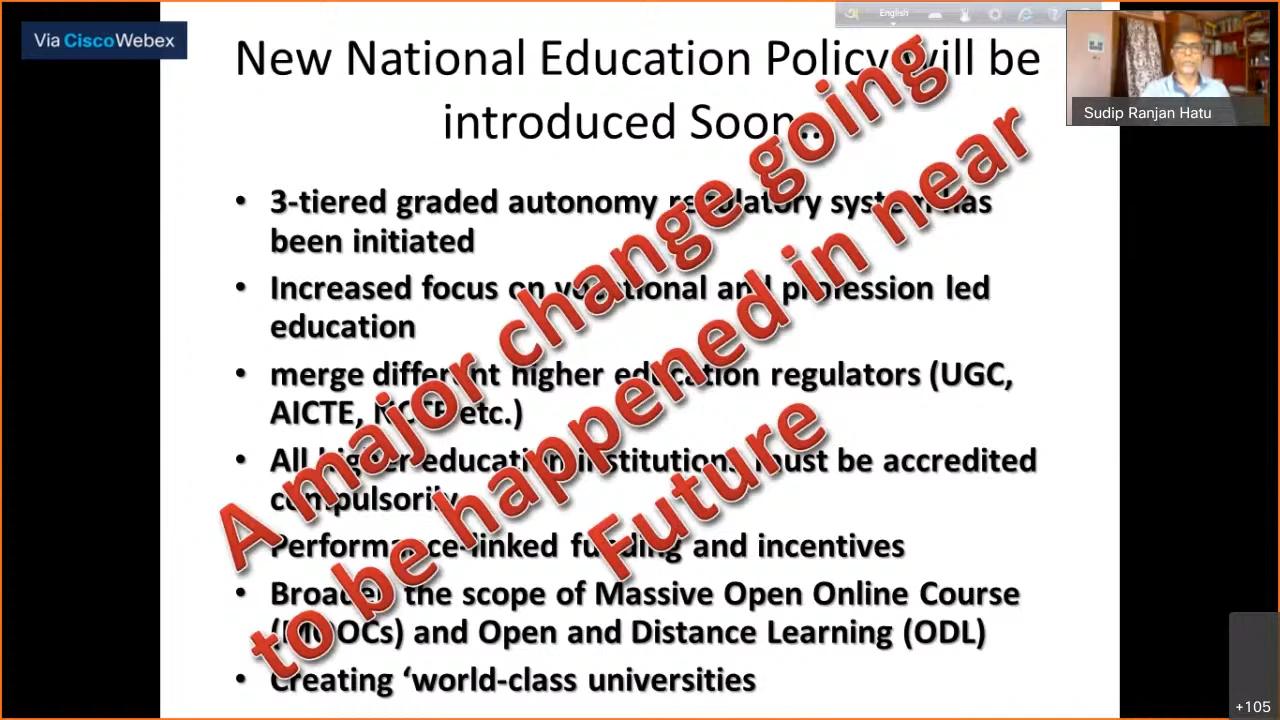 Via CiscoWebex
English
Sudip Ranjan Hatu
New National Education Policy will be
introduced Soon..
• 3-tiered graded autonomy regulatory system has
been initiated
• Increased focus on vocational and profession led
education
• merge different higher education regulators (UGC,
AICTE, NCTE etc.)
• All higher education institutions must be accredited
compulsorily
Performance-linked funding and incentives
• Broaden the scope of Massive Open Online Course
(MOOCs) and Open and Distance Learning (ODL)
• Creating ‘world-class universities
A major change going
to be happened in near
Future
+105